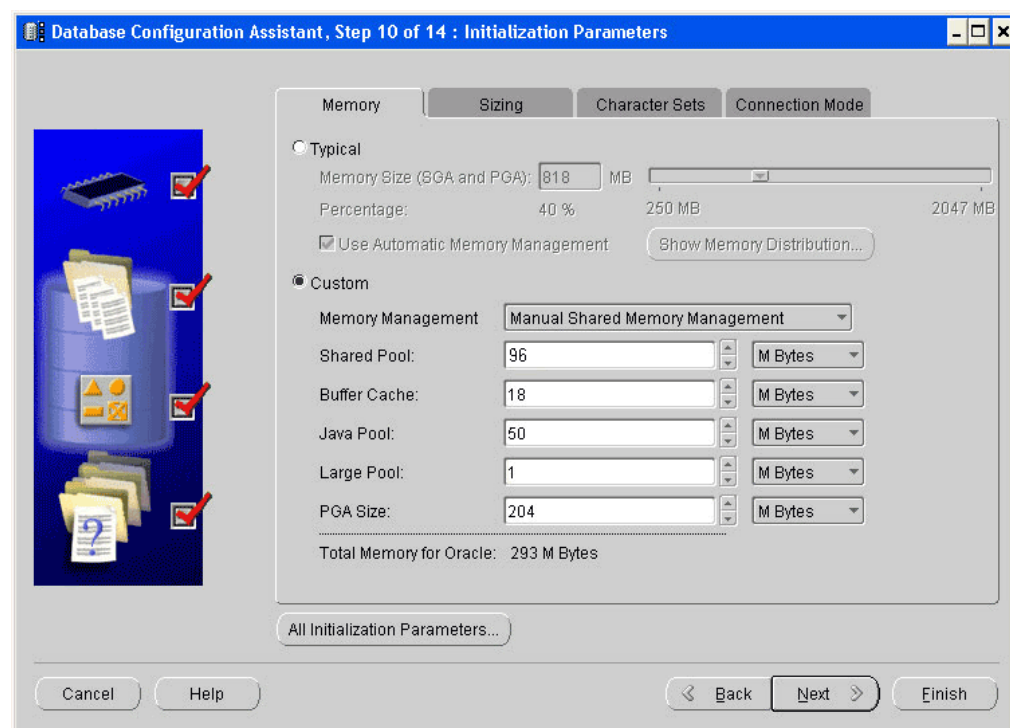 Database Configuration Assistant, Step 10 of 14 : Initialization Parameters
Memory Sizing Character Sets Connection Mode
Typical
Memory Size (SGA and PGA): 818 MB
Percentage: 40 % 250 MB 2047 MB
Use Automatic Memory Management Show Memory Distribution...
Custom
Memory Management Manual Shared Memory Management
Shared Pool: 96 M Bytes
Buffer Cache: 18 M Bytes
Java Pool: 50 M Bytes
Large Pool: 1 M Bytes
PGA Size: 204 M Bytes
Total Memory for Oracle: 293 M Bytes
?
All Initialization Parameters...
Cancel Help Back Next Finish